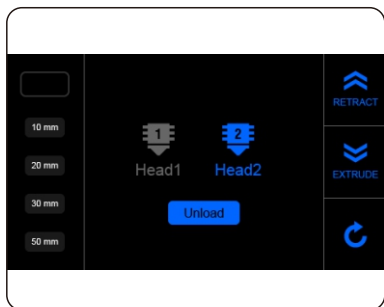 10 mm
20 mm
30 mm
50 mm
1
2
Head1
Head2
Unload
RETRACT
EXTRUDE